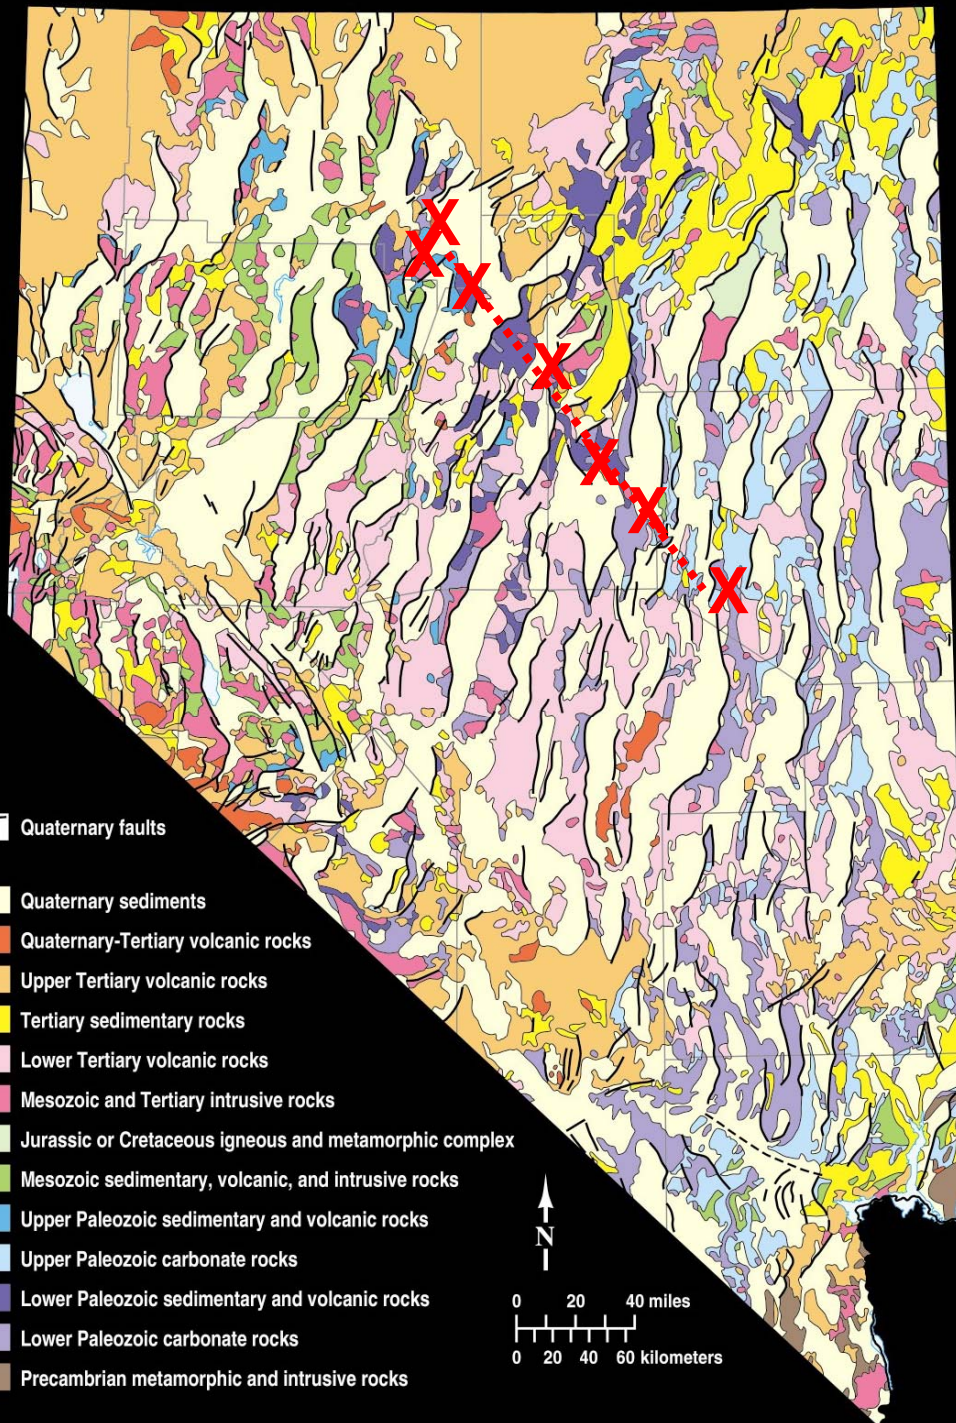 X
X
X
X
X
X
X
Quaternary faults
Quaternary sediments
Quaternary-Tertiary volcanic rocks
Upper Tertiary volcanic rocks
Tertiary sedimentary rocks
Lower Tertiary volcanic rocks
Mesozoic and Tertiary intrusive rocks
Jurassic or Cretaceous igneous and metamorphic complex
Mesozoic sedimentary, volcanic, and intrusive rocks
Upper Paleozoic sedimentary and volcanic rocks
Upper Paleozoic carbonate rocks
Lower Paleozoic sedimentary and volcanic rocks
Lower Paleozoic carbonate rocks
Precambrian metamorphic and intrusive rocks
N
0 20 40 miles
0 20 40 60 kilometers